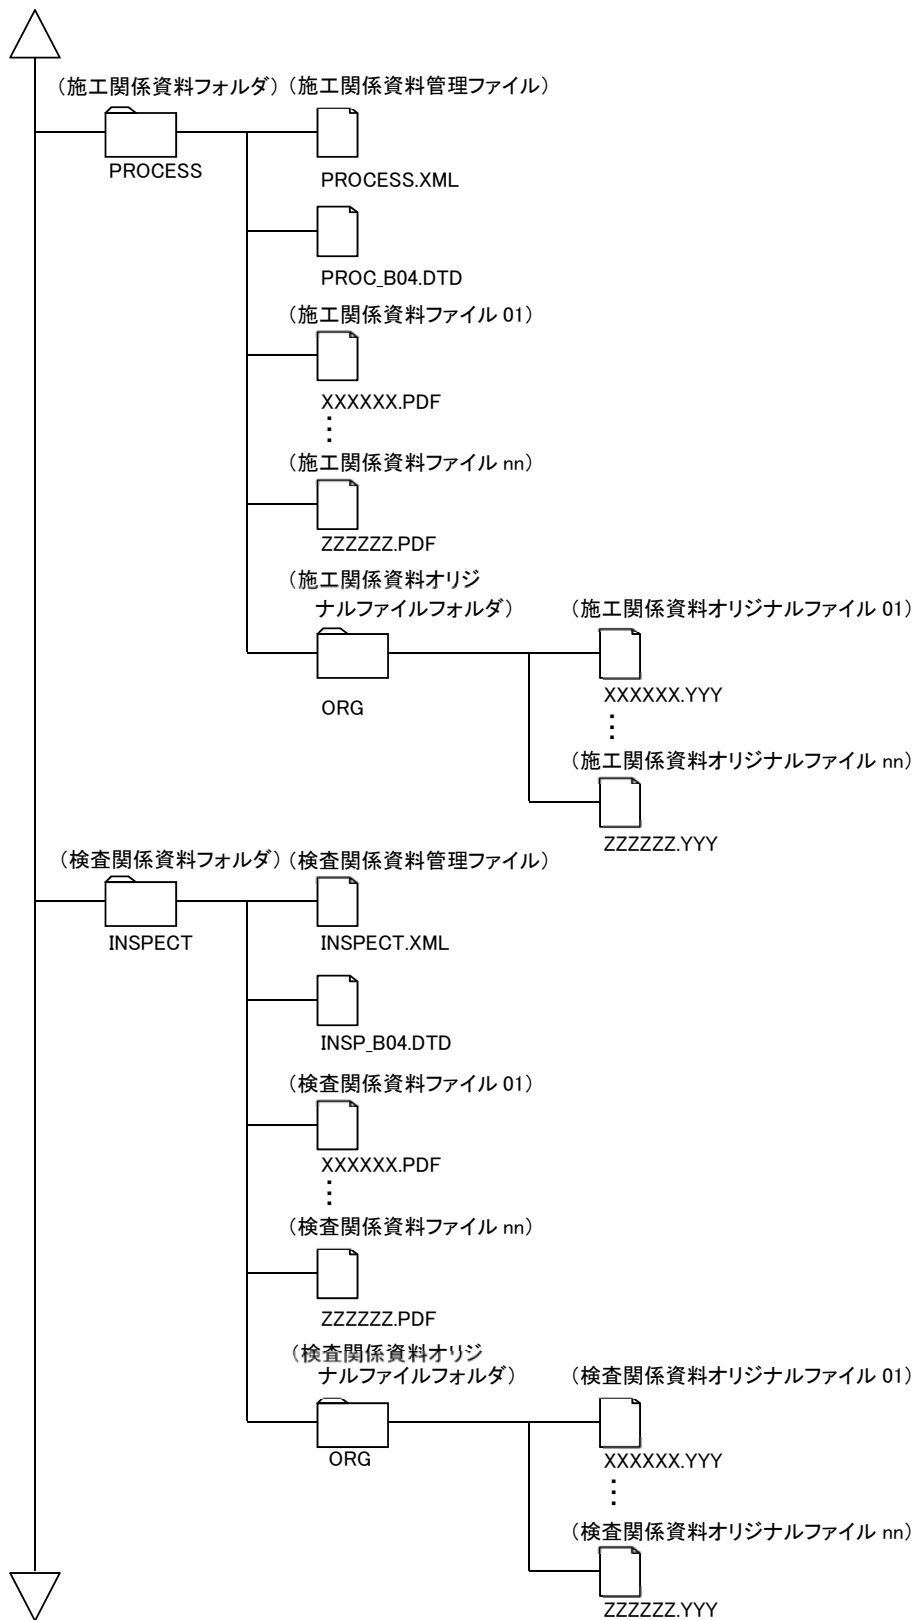 （施工関係資料フォルダ）（施工関係資料管理ファイル）
PROCESS
PROCESS.XML
PROC_B04.DTD
（施工関係資料ファイル 01）
XXXXXX.PDF
⋮
（施工関係資料ファイル nn）
ZZZZZZ.PDF
（施工関係資料オリジ
ナルファイルフォルダ）
ORG
（施工関係資料オリジナルファイル 01）
XXXXXX.YYY
⋮
（施工関係資料オリジナルファイル nn）
ZZZZZZ.YYY
（検査関係資料フォルダ）（検査関係資料管理ファイル）
INSPECT
INSPECT.XML
INSP_B04.DTD
（検査関係資料ファイル 01）
XXXXXX.PDF
⋮
（検査関係資料ファイル nn）
ZZZZZZ.PDF
（検査関係資料オリジ
ナルファイルフォルダ）
ORG
（検査関係資料オリジナルファイル 01）
XXXXXX.YYY
⋮
（検査関係資料オリジナルファイル nn）
ZZZZZZ.YYY